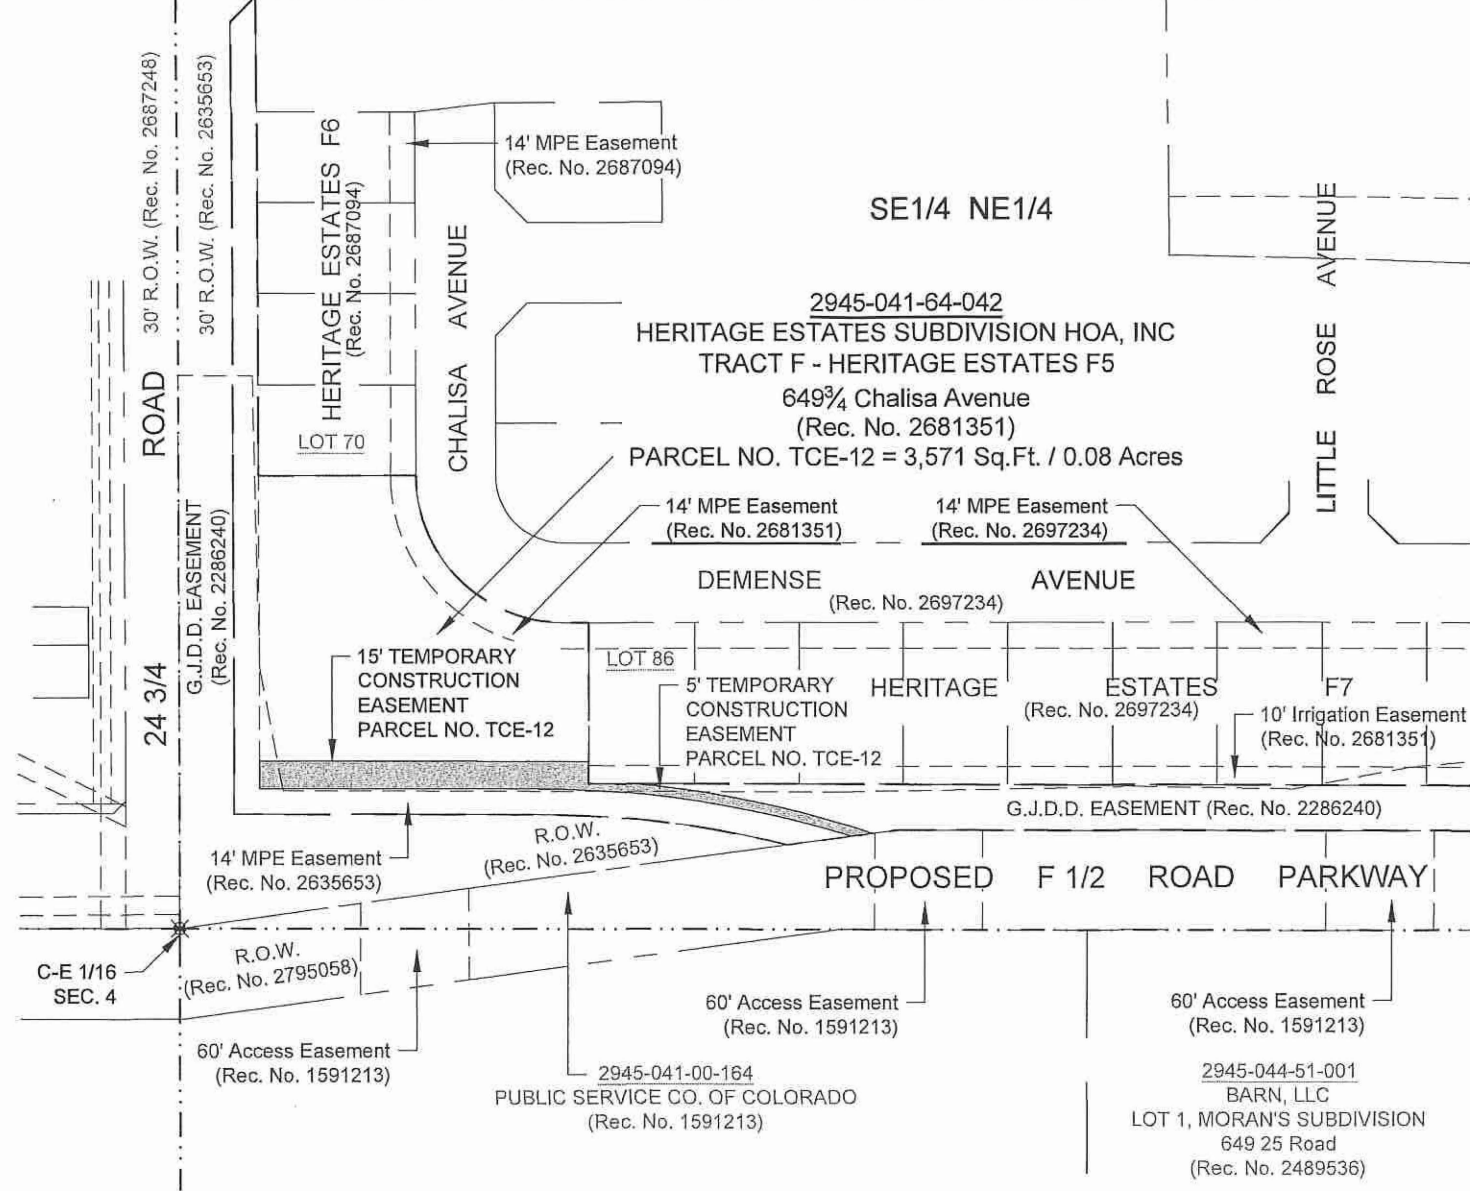 30' R.O.W. (Rec. No. 2687248)
30' R.O.W. (Rec. No. 2635653)
HERITAGE ESTATES F6
(Rec. No. 2687094)
14' MPE Easement
(Rec. No. 2687094)
CHALISA AVENUE
LOT 70
SE1/4 NE1/4
LITTLE ROSE AVENUE
2945-041-64-042
HERITAGE ESTATES SUBDIVISION HOA, INC
TRACT F - HERITAGE ESTATES F5
649¾ Chalisa Avenue
(Rec. No. 2681351)
PARCEL NO. TCE-12 = 3,571 Sq.Ft. / 0.08 Acres
14' MPE Easement
(Rec. No. 2681351)
14' MPE Easement
(Rec. No. 2697234)
DEMENSE AVENUE
(Rec. No. 2697234)
24 3/4 ROAD
G.J.D.D. EASEMENT
(Rec. No. 2286240)
15' TEMPORARY
CONSTRUCTION
EASEMENT
PARCEL NO. TCE-12
LOT 86
5' TEMPORARY
CONSTRUCTION
EASEMENT
PARCEL NO. TCE-12
HERITAGE ESTATES F7
(Rec. No. 2697234)
10' Irrigation Easement
(Rec. No. 2681351)
G.J.D.D. EASEMENT (Rec. No. 2286240)
14' MPE Easement
(Rec. No. 2635653)
R.O.W.
(Rec. No. 2635653)
PROPOSED F 1/2 ROAD PARKWAY
C-E 1/16
SEC. 4
R.O.W.
(Rec. No. 2795058)
60' Access Easement
(Rec. No. 1591213)
60' Access Easement
(Rec. No. 1591213)
60' Access Easement
(Rec. No. 1591213)
2945-041-00-164
PUBLIC SERVICE CO. OF COLORADO
(Rec. No. 1591213)
2945-044-51-001
BARN, LLC
LOT 1, MORAN'S SUBDIVISION
649 25 Road
(Rec. No. 2489536)